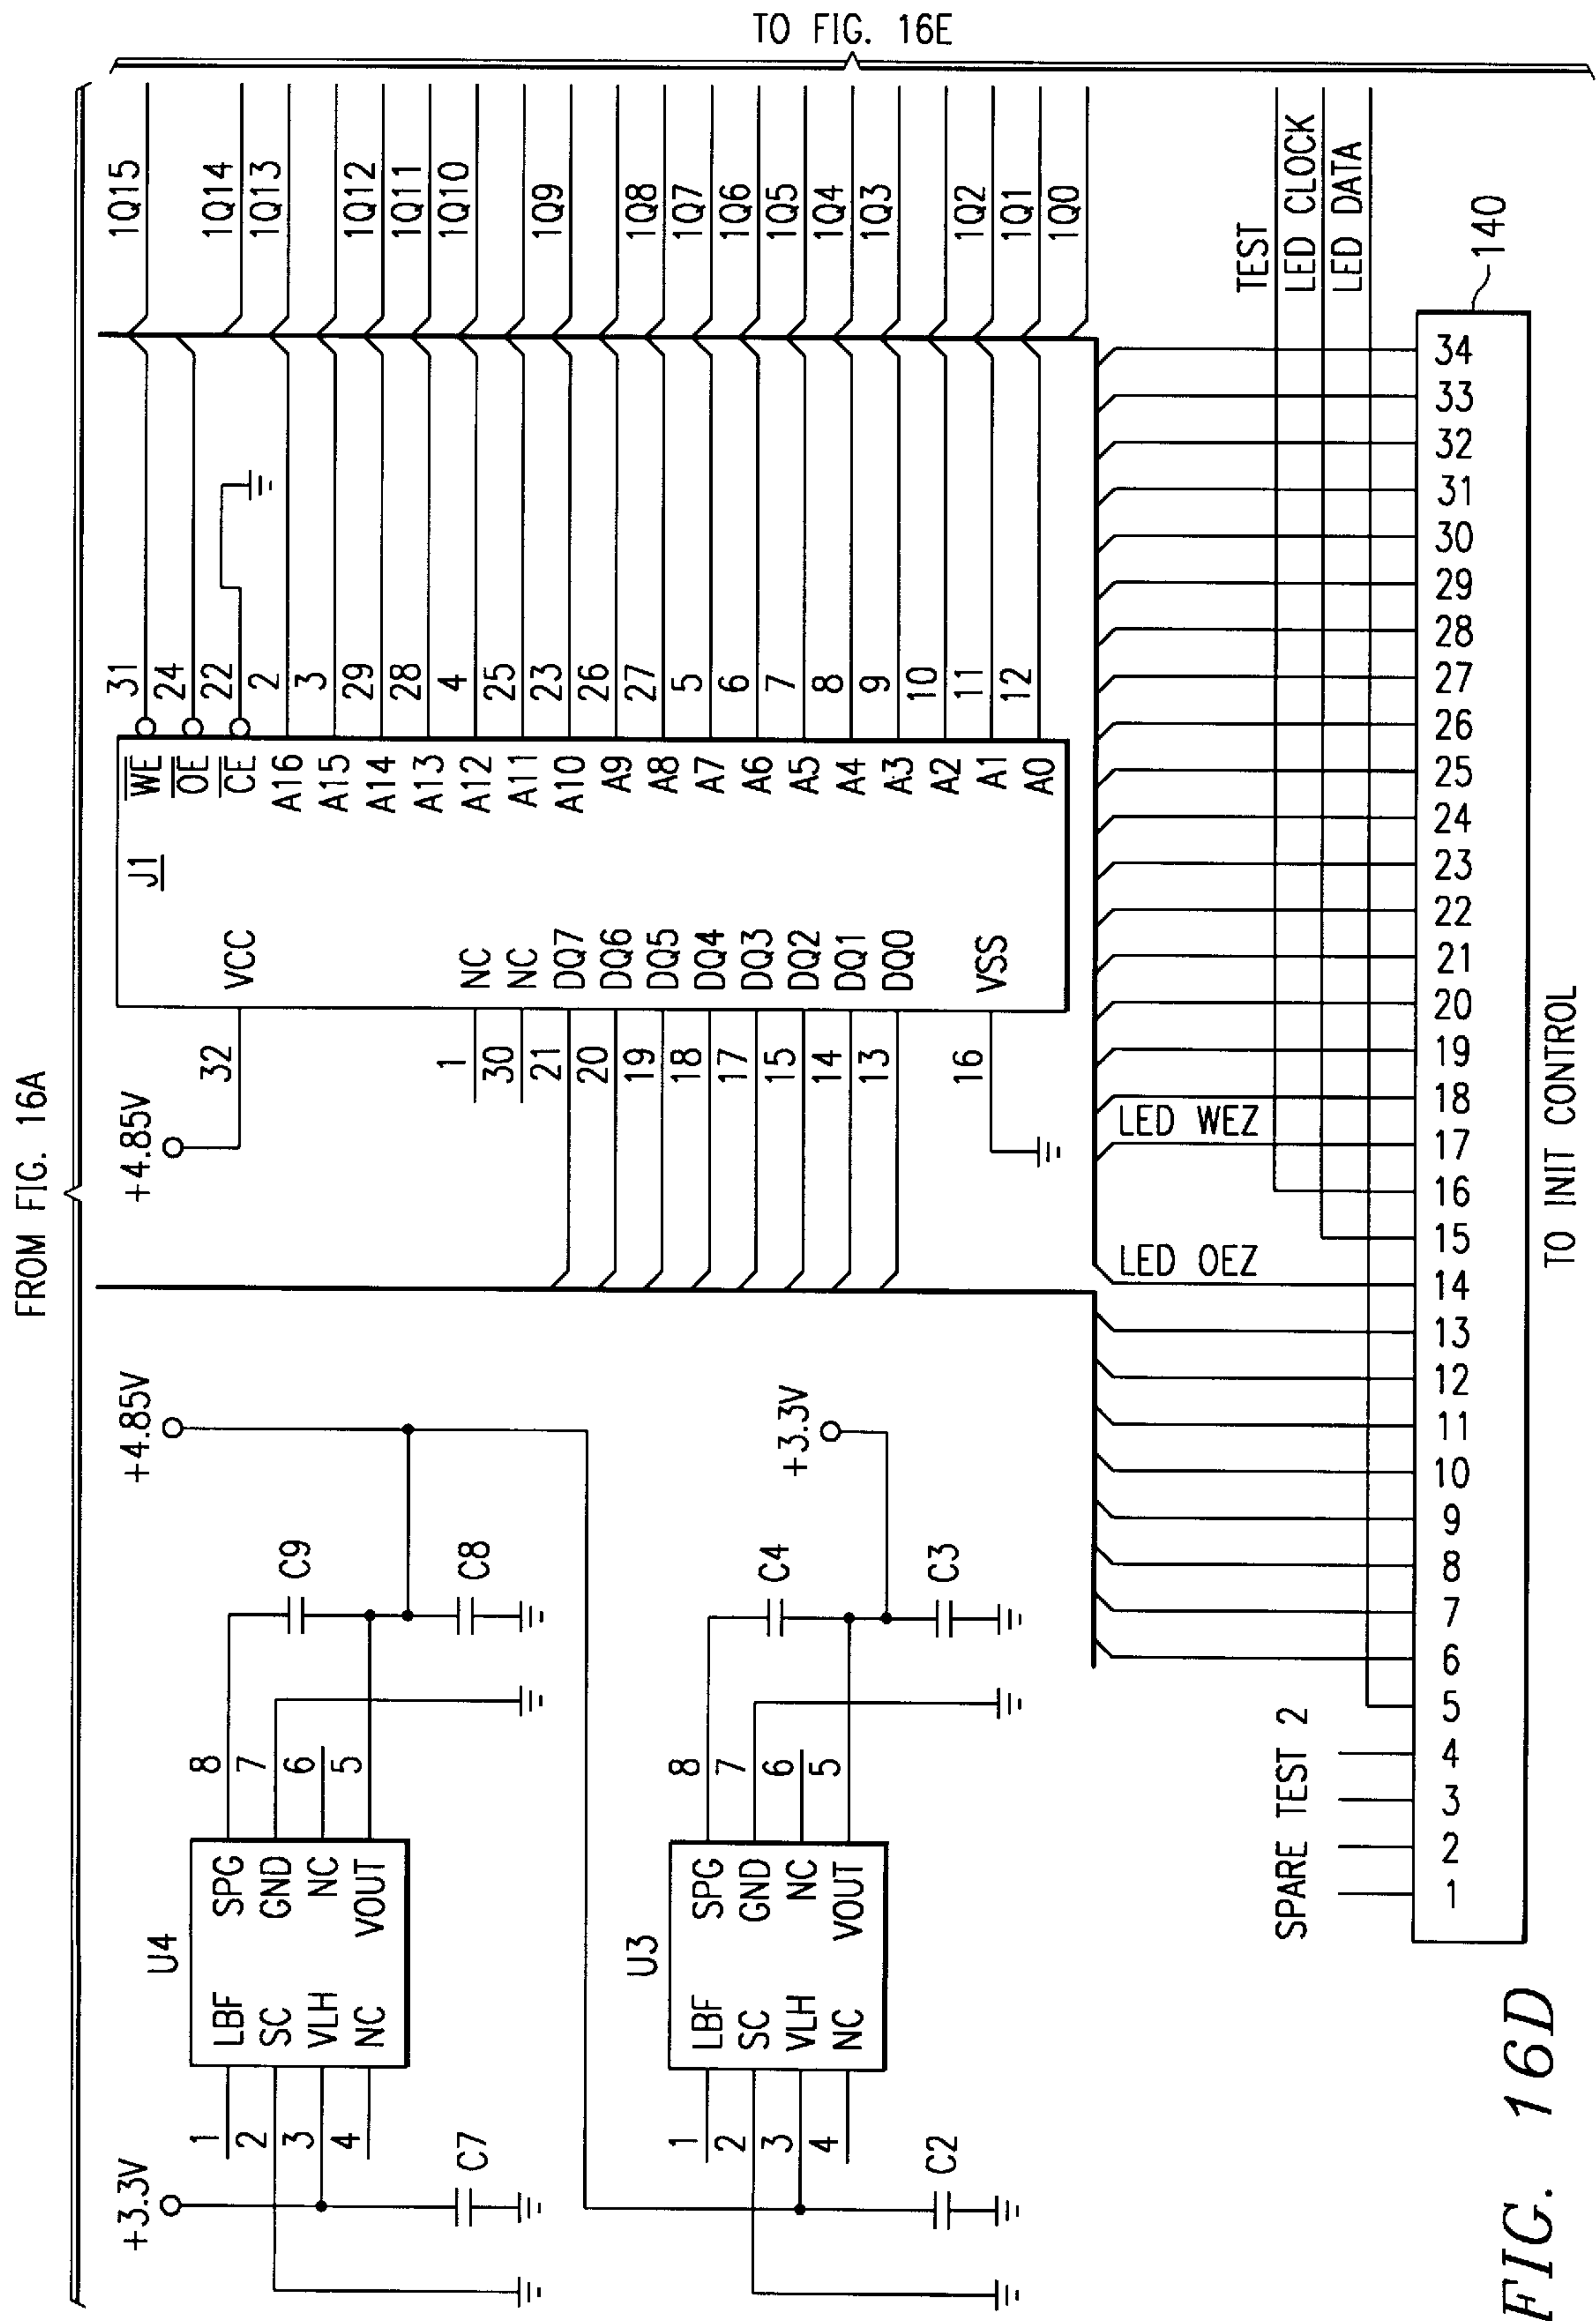 TO FIG. 16E
FROM FIG. 16A
1Q15
1Q14
1Q13
1Q12
1Q11
1Q10
1Q9
1Q8
1Q7
1Q6
1Q5
1Q4
1Q3
1Q2
1Q1
1Q0
TEST
LED CLOCK
LED DATA
140
31
24
22
2
3
29
28
4
25
23
26
27
5
6
7
8
9
10
11
12
WE
OE
CE
A16
A15
A14
A13
A12
A11
A10
A9
A8
A7
A6
A5
A4
A3
A2
A1
A0
J1
VCC
NC
NC
DQ7
DQ6
DQ5
DQ4
DQ3
DQ2
DQ1
DQ0
VSS
32
1
30
21
20
19
18
17
15
14
13
16
+4.85V
LED WEZ
LED OEZ
+4.85V
+3.3V
C9
C8
C4
C3
8
7
6
5
U4
SPG
GND
NC
VOUT
LBF
SC
VLH
NC
1
2
3
4
+3.3V
C7
8
7
6
5
U3
SPG
GND
NC
VOUT
LBF
SC
VLH
NC
1
2
3
4
C2
SPARE TEST 2
34
33
32
31
30
29
28
27
26
25
24
23
22
21
20
19
18
17
16
15
14
13
12
11
10
9
8
7
6
5
4
3
2
1
TO INIT CONTROL
FIG. 16D